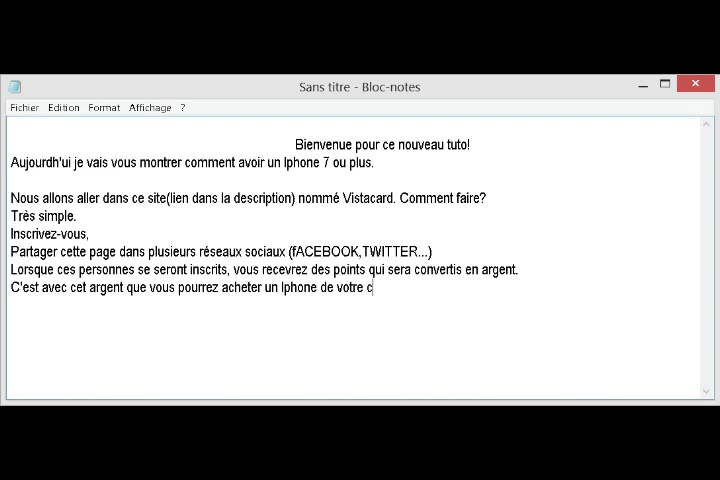 Sans titre - Bloc-notes
Fichier Edition Format Affichage ?
Bienvenue pour ce nouveau tuto!
Aujourd'hui je vais vous montrer comment avoir un Iphone 7 ou plus.
Nous allons aller dans ce site(lien dans la description) nommé Vistacard. Comment faire?
Très simple.
Inscrivez-vous,
Partager cette page dans plusieurs réseaux sociaux (fACEBOOK,TWITTER...)
Lorsque ces personnes se seront inscrits, vous recevrez des points qui sera convertis en argent.
C'est avec cet argent que vous pourrez acheter un Iphone de votre c